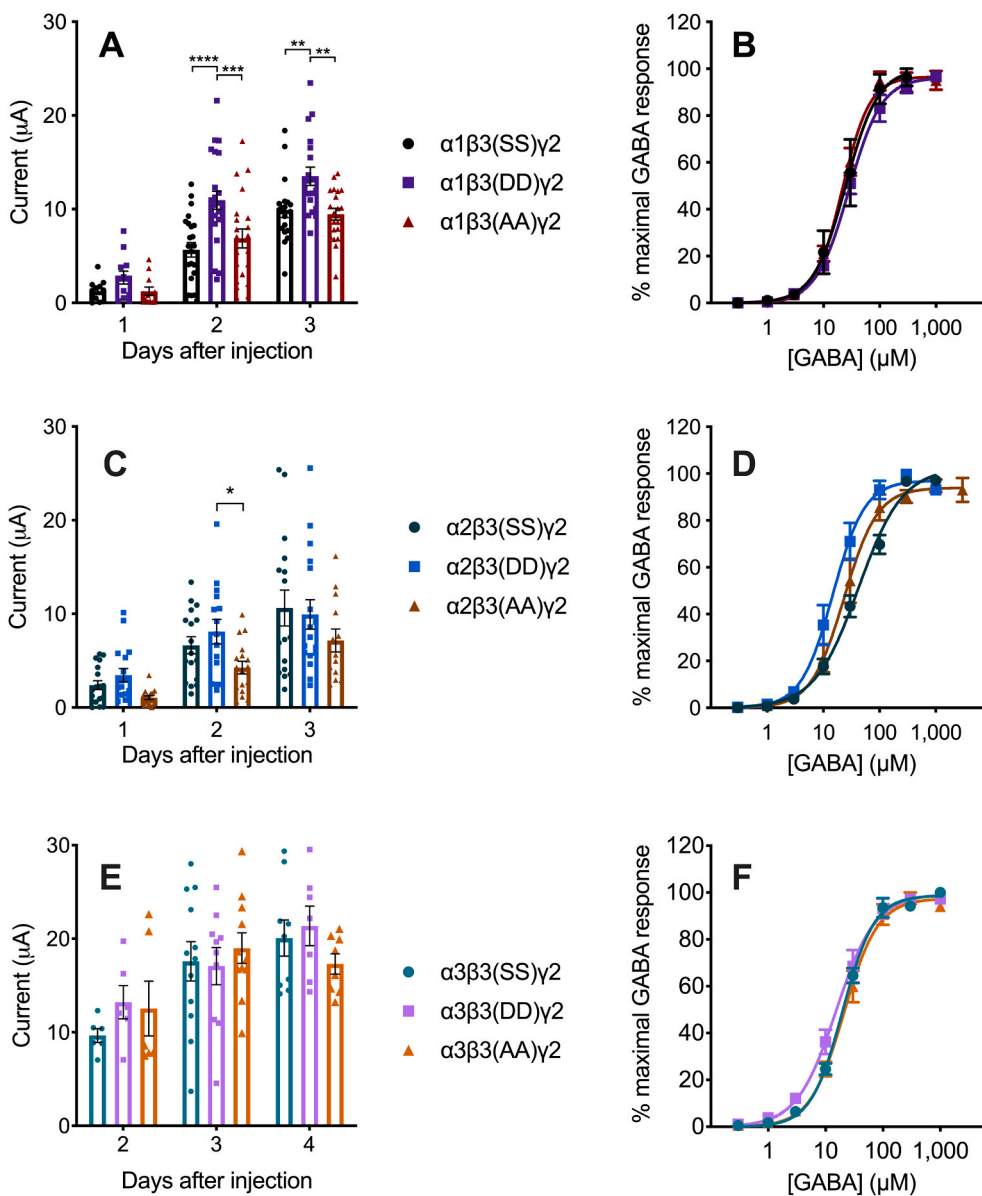 A
Current (μA)
30
20
10
0
**** *** ** **
1 2 3
Days after injection
α1β3(SS)γ2
α1β3(DD)γ2
α1β3(AA)γ2
B
% maximal GABA response
120
100
80
60
40
20
0
1 10 100 1,000
[GABA] (μM)
C
Current (μA)
30
20
10
0
*
1 2 3
Days after injection
α2β3(SS)γ2
α2β3(DD)γ2
α2β3(AA)γ2
D
% maximal GABA response
120
100
80
60
40
20
0
1 10 100 1,000
[GABA] (μM)
E
Current (μA)
30
20
10
0
2 3 4
Days after injection
α3β3(SS)γ2
α3β3(DD)γ2
α3β3(AA)γ2
F
% maximal GABA response
120
100
80
60
40
20
0
1 10 100 1,000
[GABA] (μM)